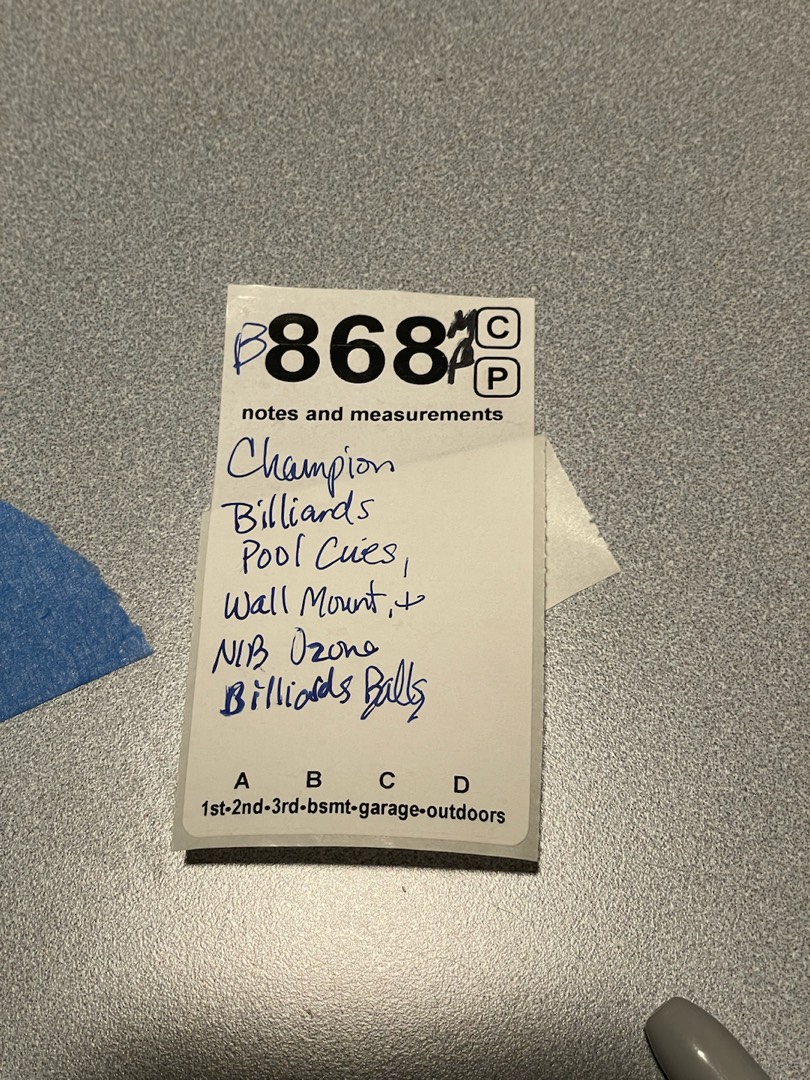 B868 M C
P P
notes and measurements
Champion
Billiards
Pool Cues,
Wall Mount, +
NIB Ozone
Billiards Balls
A B C D
1st-2nd-3rd-bsmt-garage-outdoors